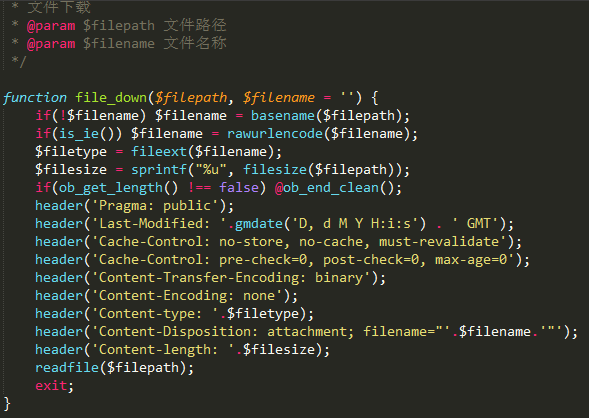 * 文件下载
* @param $filepath 文件路径
* @param $filename 文件名称
*/
function file_down($filepath, $filename = '') {
if(!$filename) $filename = basename($filepath);
if(is_ie()) $filename = rawurlencode($filename);
$filetype = fileext($filename);
$filesize = sprintf("%u", filesize($filepath));
if(ob_get_length() !== false) @ob_end_clean();
header('Pragma: public');
header('Last-Modified: '.gmdate('D, d M Y H:i:s') . ' GMT');
header('Cache-Control: no-store, no-cache, must-revalidate');
header('Cache-Control: pre-check=0, post-check=0, max-age=0');
header('Content-Transfer-Encoding: binary');
header('Content-Encoding: none');
header('Content-type: '.$filetype);
header('Content-Disposition: attachment; filename="'.$filename.'"');
header('Content-length: '.$filesize);
readfile($filepath);
exit;
}